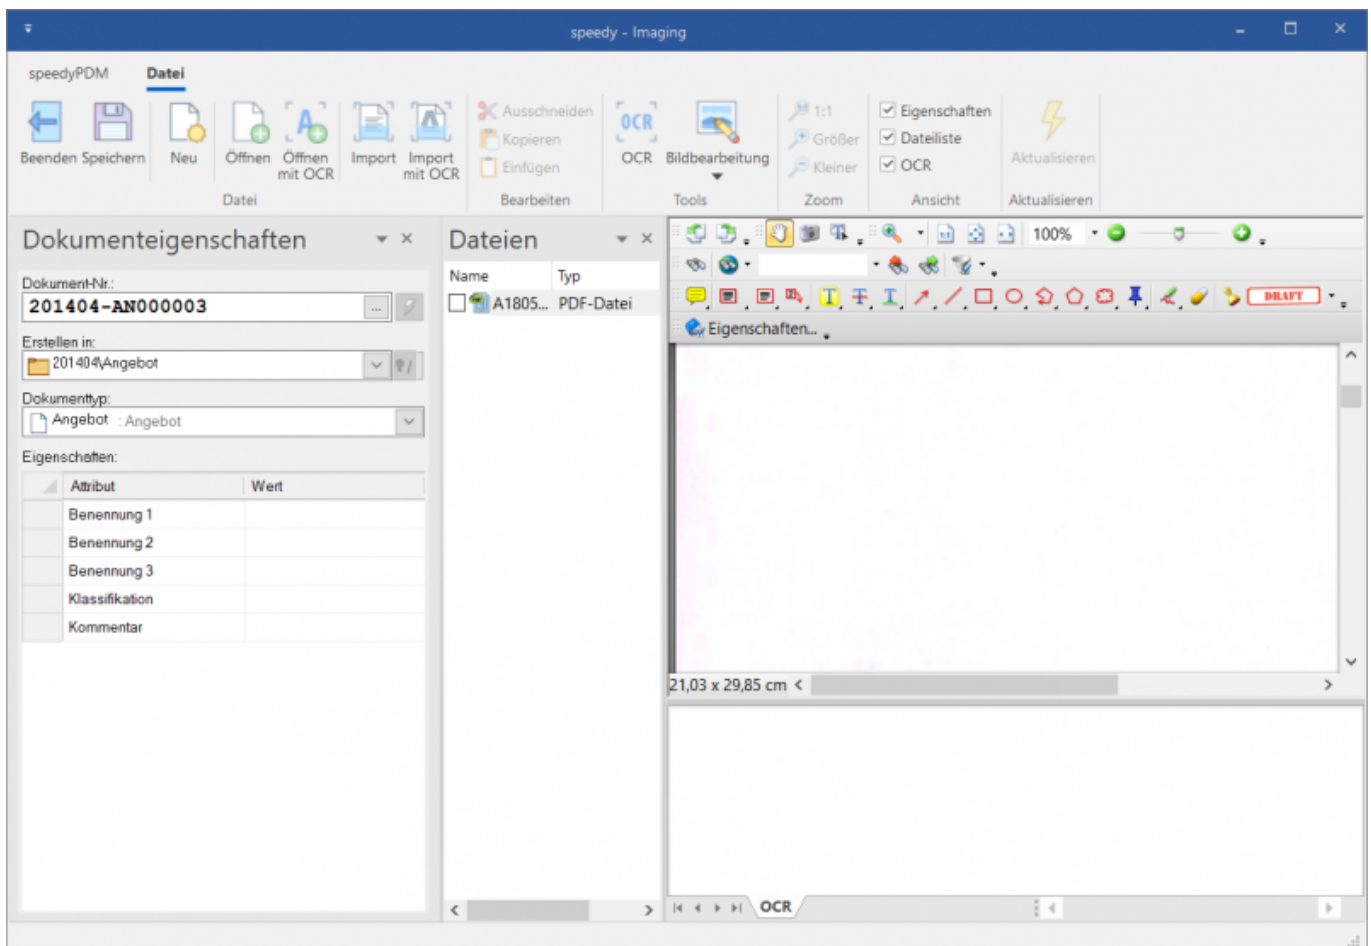 speedy - Imaging
speedyPDM Datei
Beenden Speichern Neu Öffnen Öffnen mit OCR Import Import mit OCR
Datei
Ausschneiden
Kopieren
Einfügen
Bearbeiten
OCR
OCR Bildbearbeitung
Tools
1:1
Größer
Kleiner
Zoom
Eigenschaften
Dateiliste
OCR
Ansicht
Aktualisieren
Aktualisieren
Dokumenteigenschaften
Dokument-Nr.:
201404-AN000003
...
Erstellen in:
201404\Angebot
Dokumenttyp:
Angebot : Angebot
Eigenschaften:
Attribut Wert
Benennung 1
Benennung 2
Benennung 3
Klassifikation
Kommentar
Dateien
Name Typ
A1805... PDF-Datei
100%
DRAFT
Eigenschaften...
21,03 x 29,85 cm
OCR